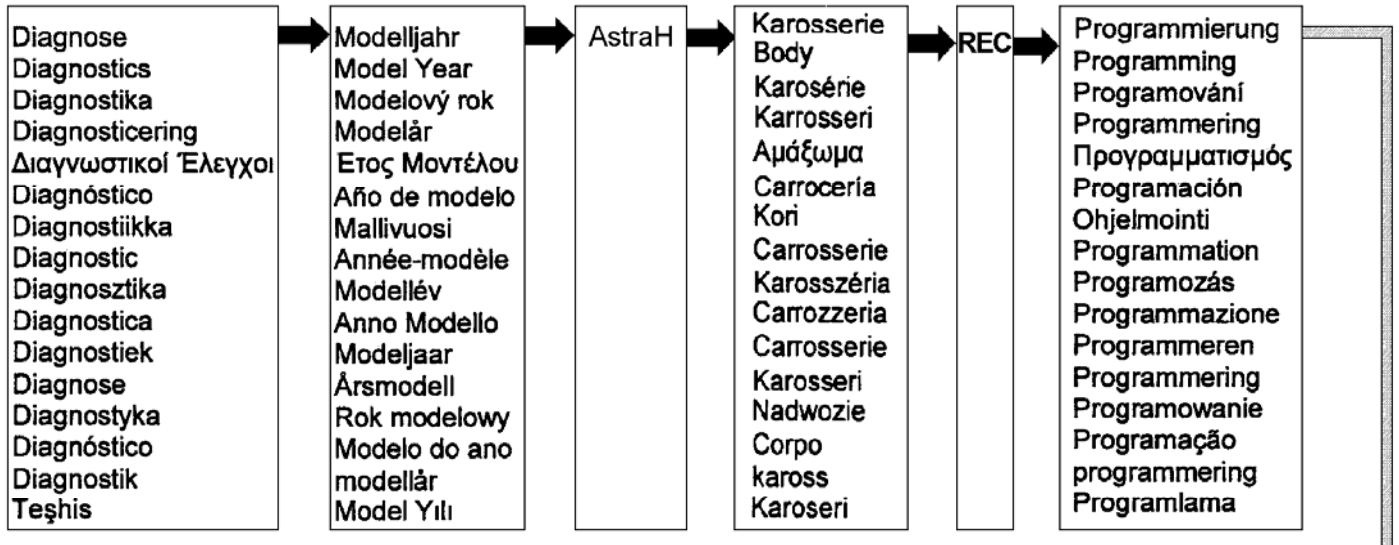 Diagnose
Diagnostics
Diagnostika
Diagnosticering
Διαγνωστικοί Έλεγχοι
Diagnóstico
Diagnostiikka
Diagnostic
Diagnosztika
Diagnostica
Diagnostiek
Diagnose
Diagnostyka
Diagnóstico
Diagnostik
Teşhis
Modelljahr
Model Year
Modelový rok
Modelår
Ετος Μοντέλου
Año de modelo
Mallivuosi
Année-modèle
Modellév
Anno Modello
Modeljaar
Årsmodell
Rok modelowy
Modelo do ano
modellår
Model Yılı
AstraH
Karosserie
Body
Karosérie
Karrosseri
Αμάξωμα
Carrocería
Kori
Carrosserie
Karosszéria
Carrozzeria
Carrosserie
Karosseri
Nadwozie
Corpo
kaross
Karoseri
REC
Programmierung
Programming
Programování
Programmering
Προγραμματισμός
Programación
Ohjelmointi
Programmation
Programozás
Programmazione
Programmeren
Programmering
Programowanie
Programação
programmering
Programlama